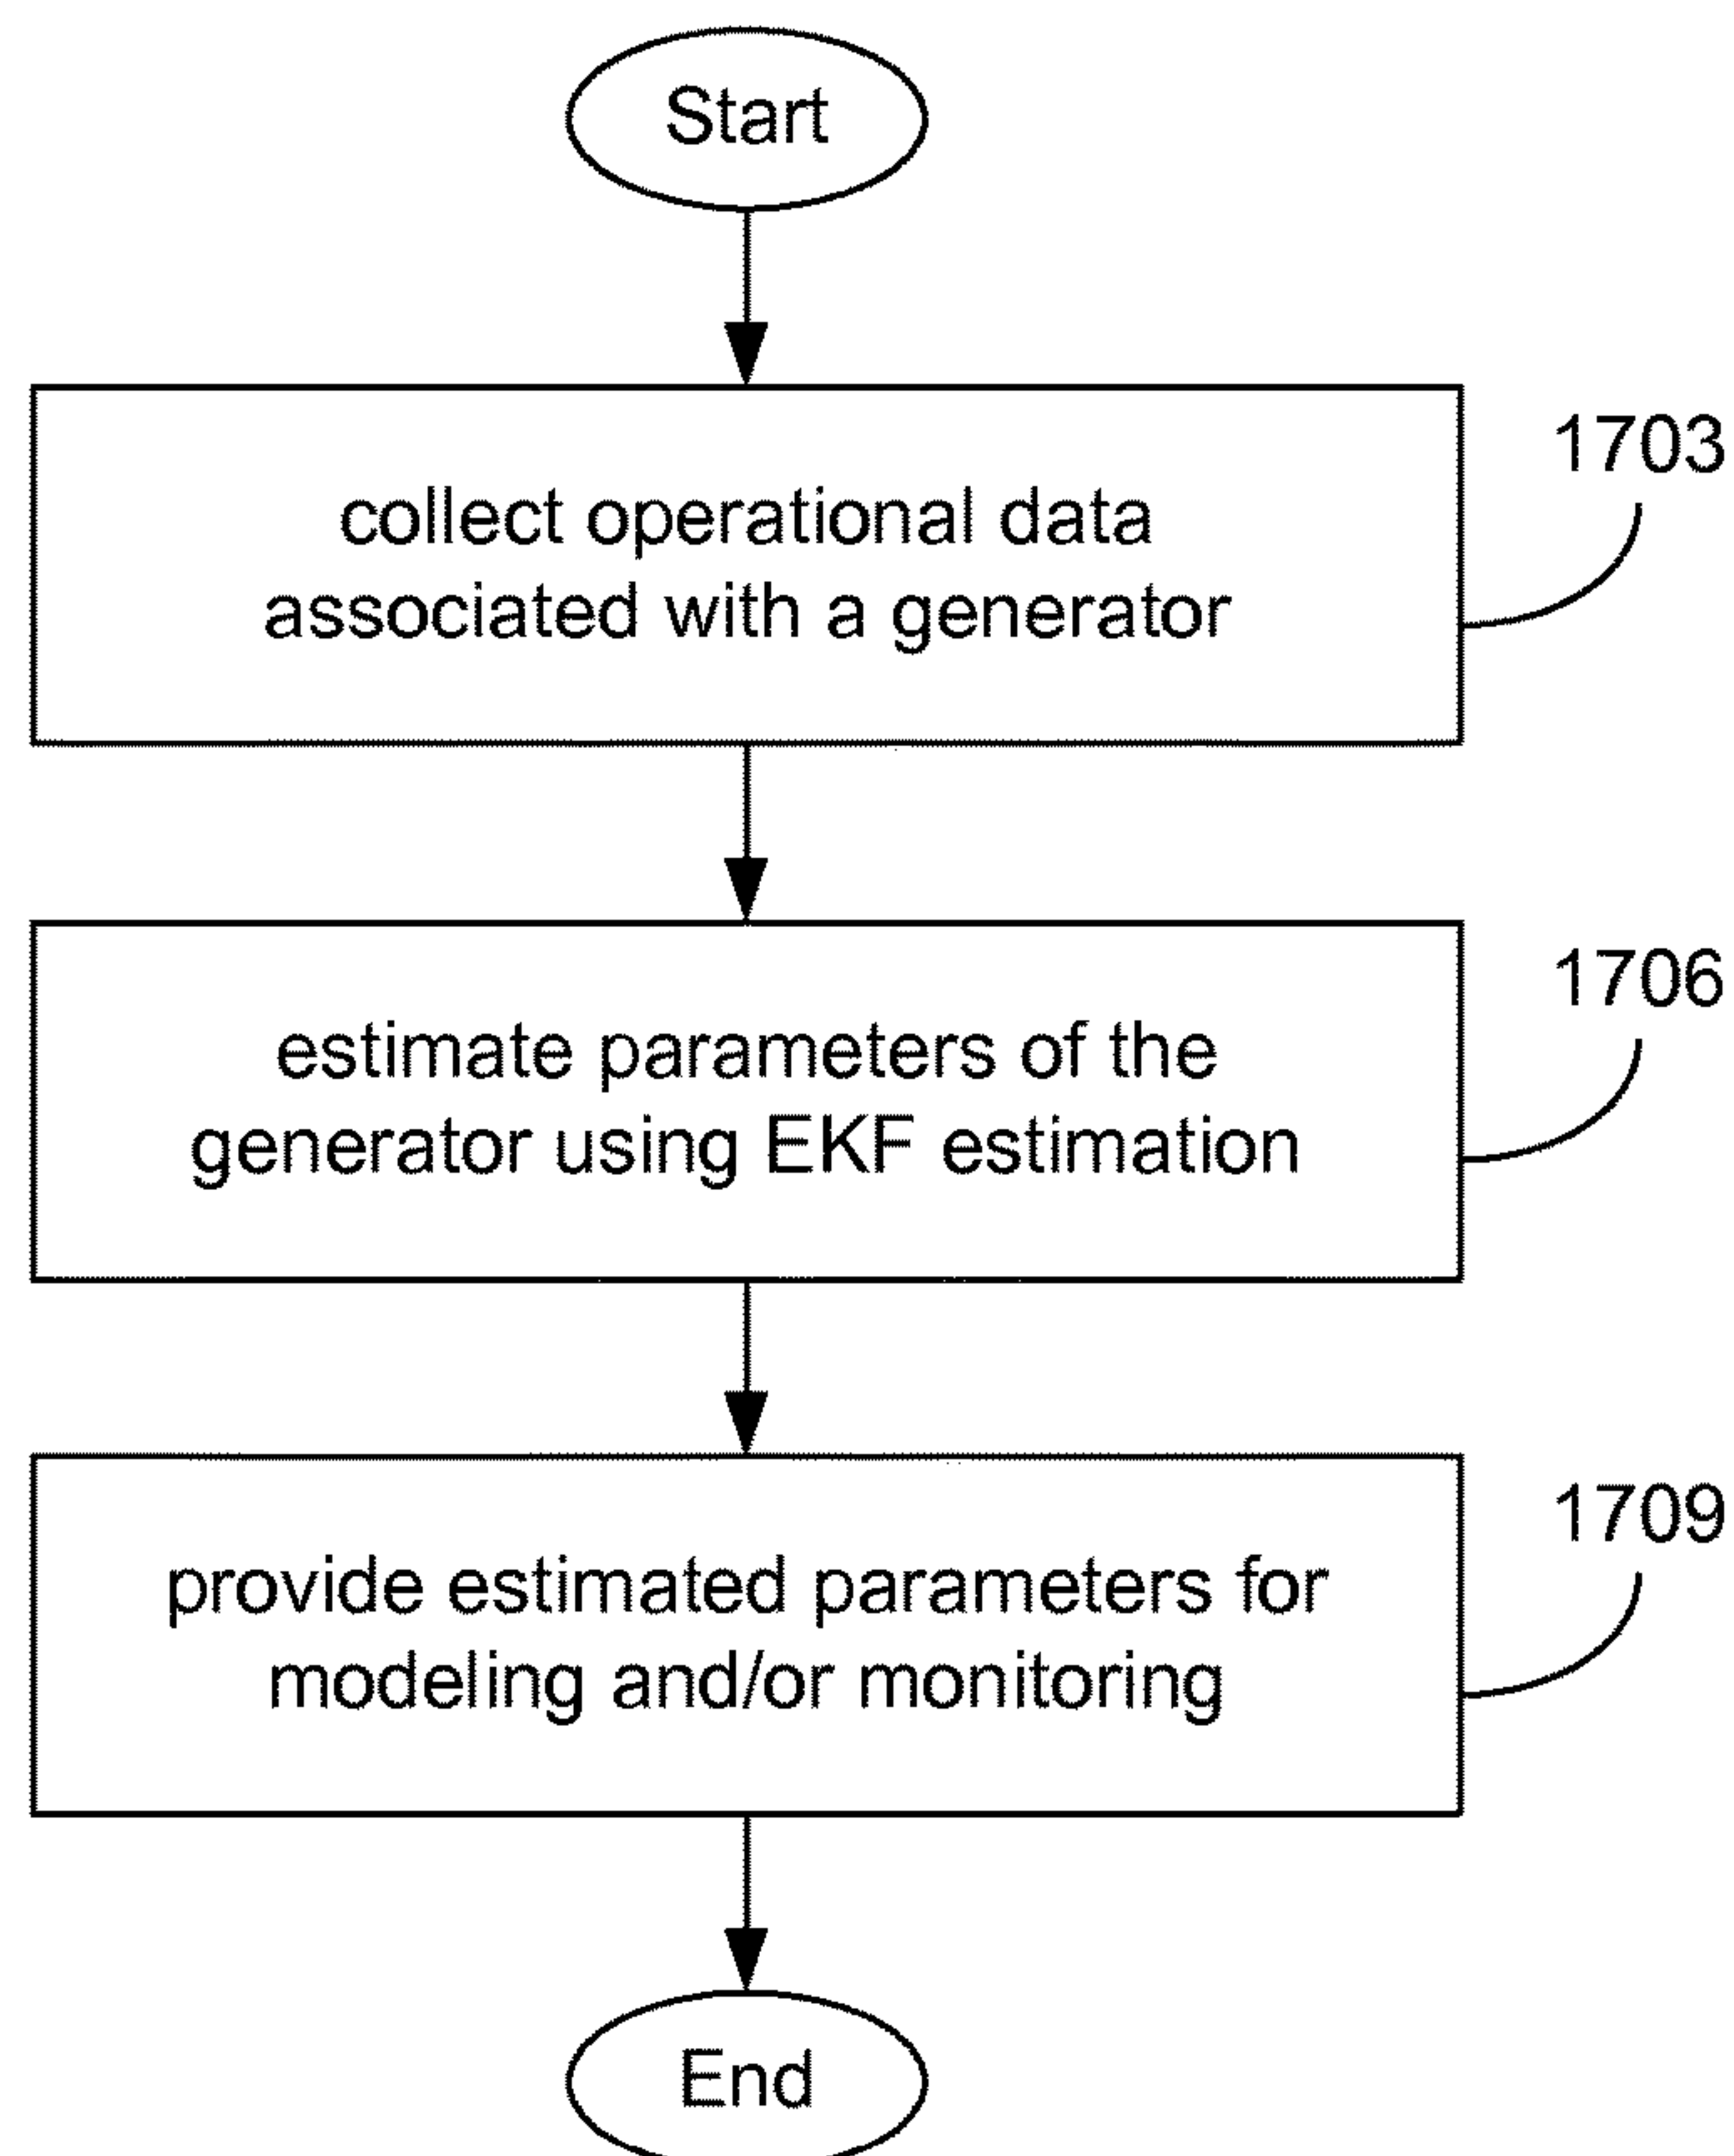 Start
collect operational data
associated with a generator
1703
estimate parameters of the
generator using EKF estimation
1706
provide estimated parameters for
modeling and/or monitoring
1709
End